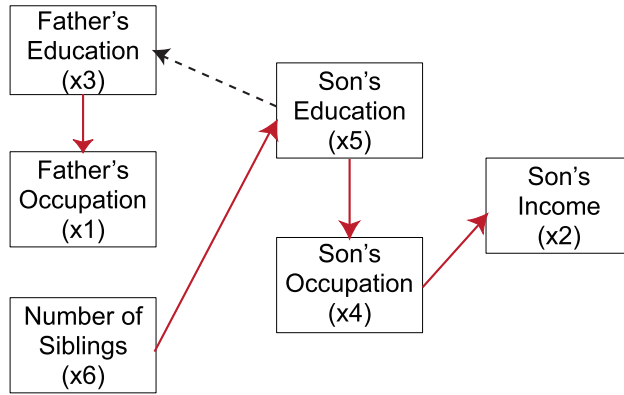 Father's
Education
(x3)
Father's
Occupation
(x1)
Number of
Siblings
(x6)
Son's
Education
(x5)
Son's
Occupation
(x4)
Son's
Income
(x2)